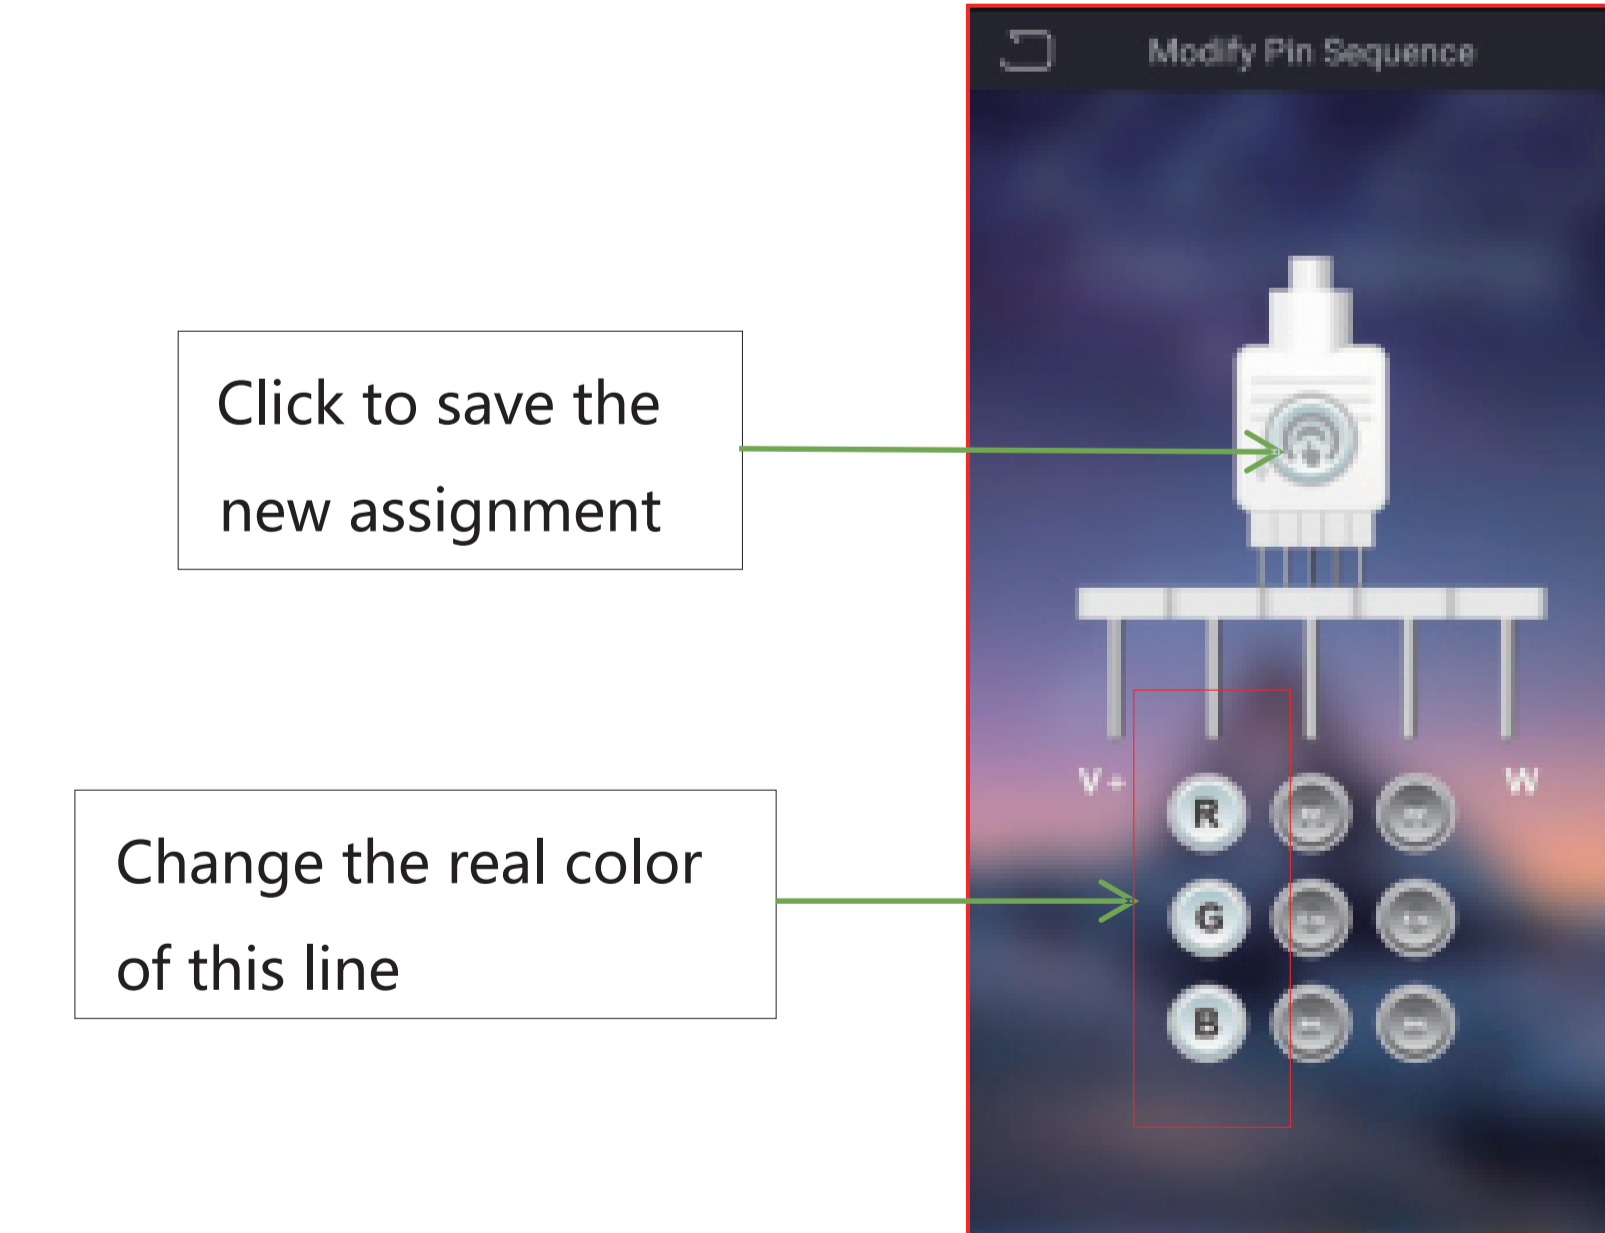 Modify Pin Sequence
Click to save the
new assignment
V+
W
R
Change the real color
G
of this line
B